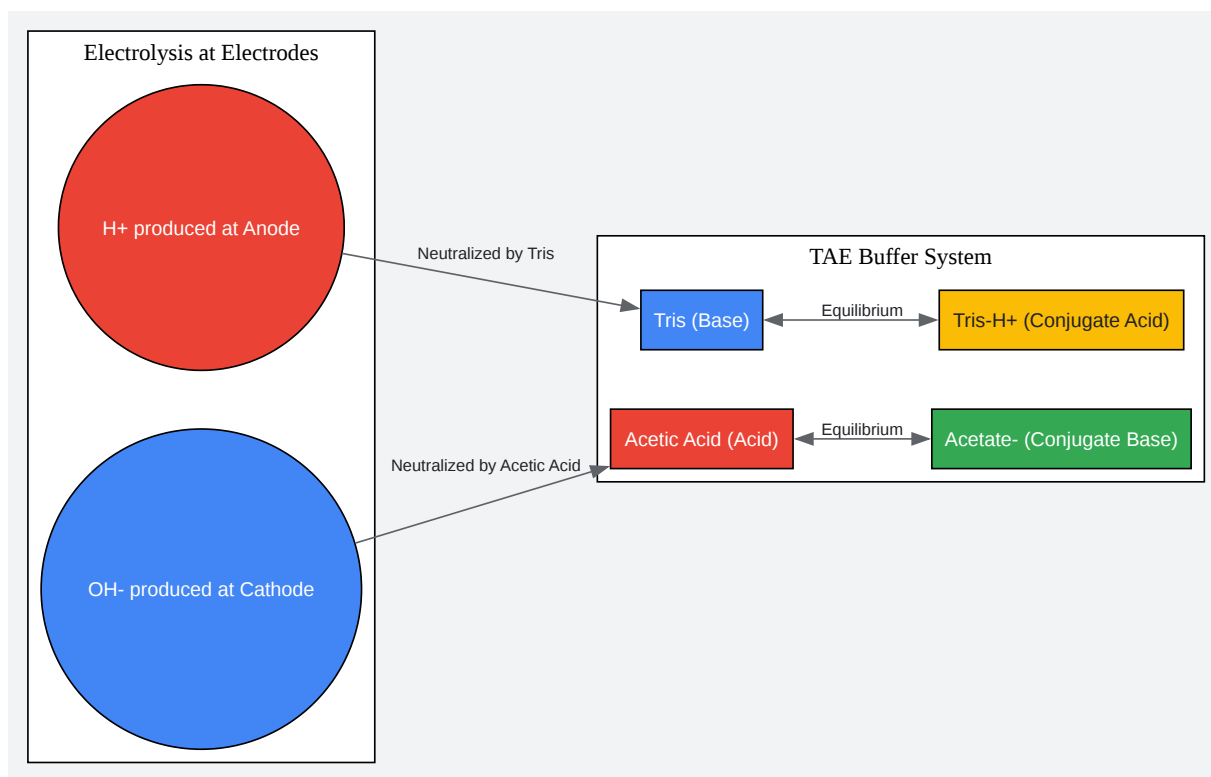 Electrolysis at Electrodes
H+ produced at Anode
OH- produced at Cathode
Neutralized by Tris
Neutralized by Acetic Acid
TAE Buffer System
Tris (Base)
Equilibrium
Tris-H+ (Conjugate Acid)
Acetic Acid (Acid)
Equilibrium
Acetate- (Conjugate Base)